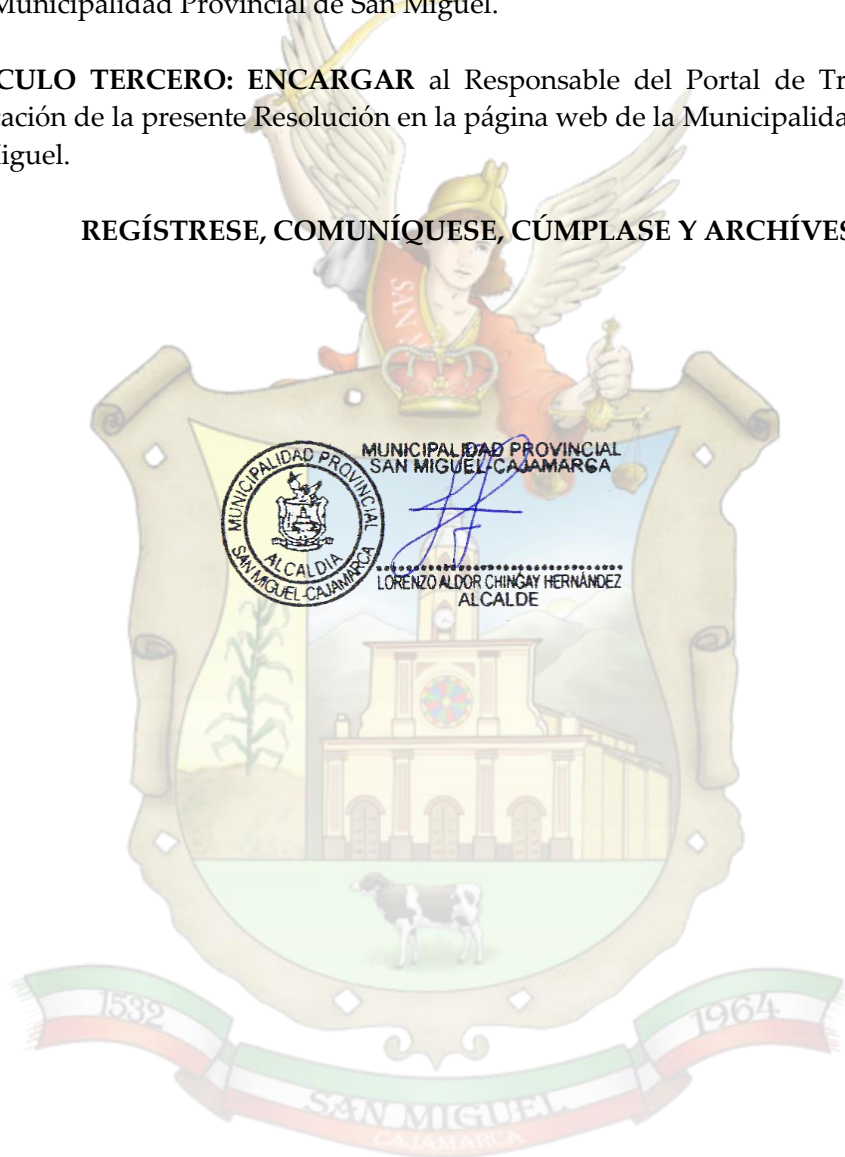 Municipalidad Provincial de San Miguel.
CULO TERCERO: ENCARGAR al Responsable del Portal de Tr
ación de la presente Resolución en la página web de la Municipalida
iguel.
REGÍSTRESE, COMUNÍQUESE, CÚMPLASE Y ARCHÍVES
SAN M
MUNICIPALIDAD PROVINCIAL
SAN MIGUEL-CAJAMARCA
ALCALDIA
MUNICIPALIDAD PROVINCIAL
SAN MIGUEL-CAJAMARCA
LORENZO ALDOR CHINGAY HERNÁNDEZ
ALCALDE
1532
1964
SAN MIGUEL
CAJAMARCA